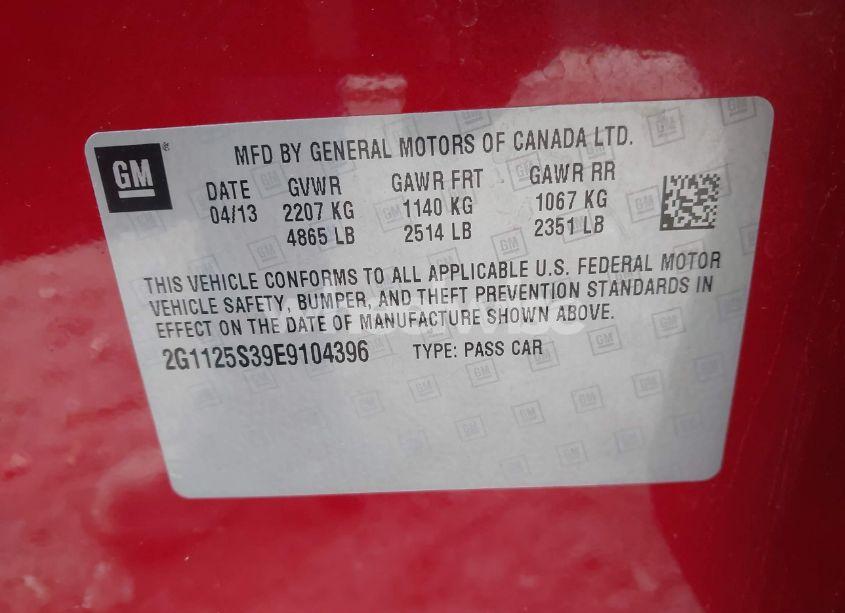 GM
MFD BY GENERAL MOTORS OF CANADA LTD.
DATE GVWR GAWR FRT GAWR RR
04/13 2207 KG 1140 KG 1067 KG
4865 LB 2514 LB 2351 LB
THIS VEHICLE CONFORMS TO ALL APPLICABLE U.S. FEDERAL MOTOR
VEHICLE SAFETY, BUMPER, AND THEFT PREVENTION STANDARDS IN
EFFECT ON THE DATE OF MANUFACTURE SHOWN ABOVE.
2G1125S39E9104396 TYPE: PASS CAR